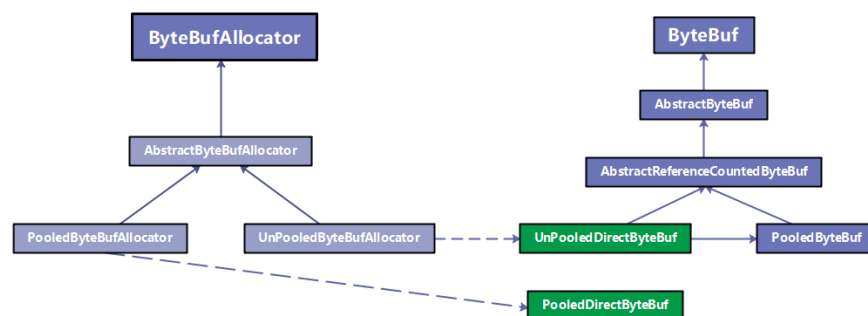 ByteBufAllocator
ByteBuf
AbstractByteBuf
AbstractByteBufAllocator
AbstractReferenceCountedByteBuf
PooledByteBufAllocator
UnPooledByteBufAllocator
UnPooledDirectByteBuf
PooledByteBuf
PooledDirectByteBuf